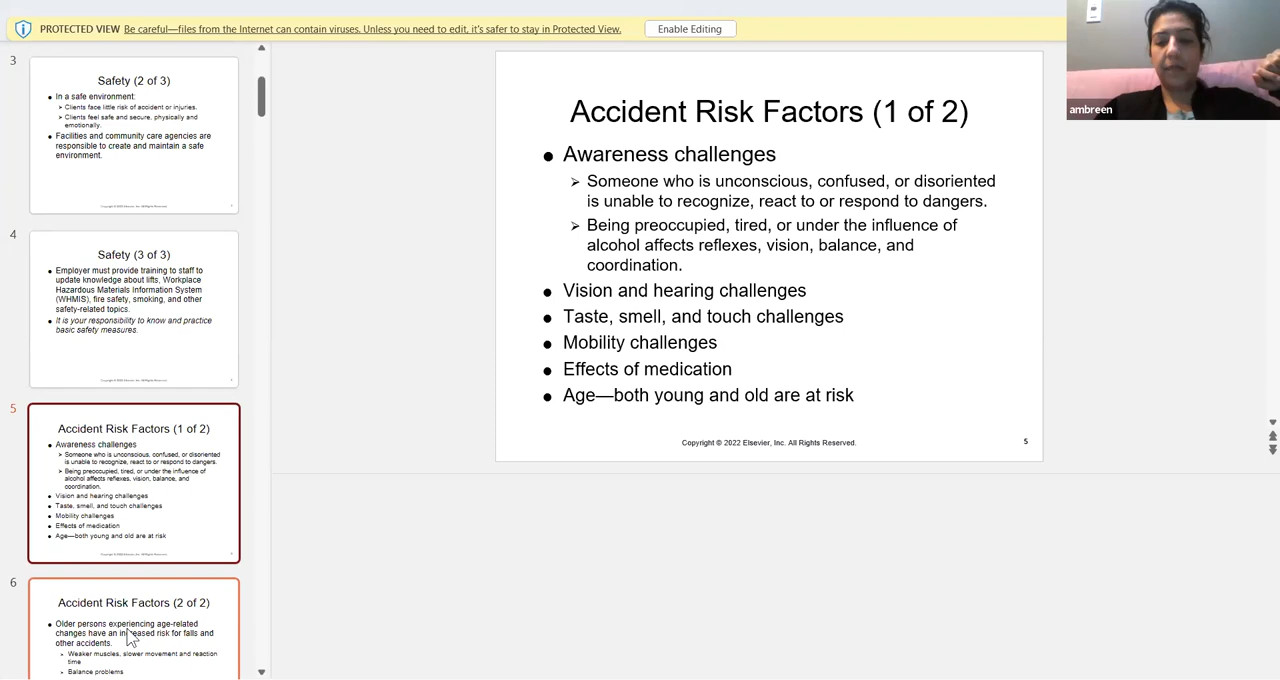 PROTECTED VIEW Be careful—files from the Internet can contain viruses. Unless you need to edit, it's safer to stay in Protected View. Enable Editing
3
Safety (2 of 3)
In a safe environment:
Clients face little risk of accident or injuries.
Clients feel safe and secure, physically and
emotionally.
Facilities and community care agencies are
responsible to create and maintain a safe
environment.
4
Safety (3 of 3)
Employer must provide training to staff to
update knowledge about lifts, Workplace
Hazardous Materials Information System
(WHMIS), fire safety, smoking, and other
safety-related topics.
It is your responsibility to know and practice
basic safety measures.
5
Accident Risk Factors (1 of 2)
Awareness challenges
Someone who is unconscious, confused, or disoriented
is unable to recognize, react to or respond to dangers.
Being preoccupied, tired, or under the influence of
alcohol affects reflexes, vision, balance, and
coordination.
Vision and hearing challenges
Taste, smell, and touch challenges
Mobility challenges
Effects of medication
Age—both young and old are at risk
6
Accident Risk Factors (2 of 2)
Older persons experiencing age-related
changes have an increased risk for falls and
other accidents.
Weaker muscles, slower movement and reaction
time
Balance problems
Accident Risk Factors (1 of 2)
Awareness challenges
Someone who is unconscious, confused, or disoriented
is unable to recognize, react to or respond to dangers.
Being preoccupied, tired, or under the influence of
alcohol affects reflexes, vision, balance, and
coordination.
Vision and hearing challenges
Taste, smell, and touch challenges
Mobility challenges
Effects of medication
Age—both young and old are at risk
Copyright © 2022 Elsevier, Inc. All Rights Reserved.
5
ambreen